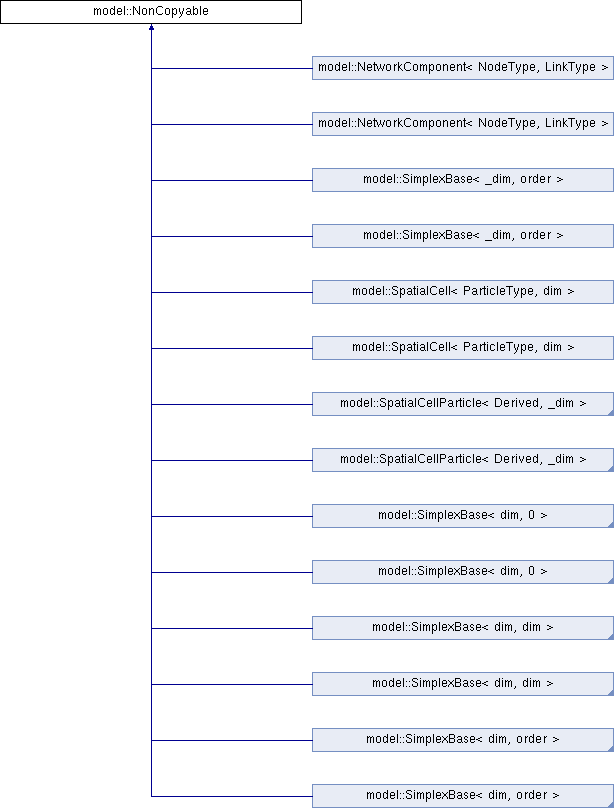 model::NonCopyable
model::NetworkComponent< NodeType, LinkType >
model::NetworkComponent< NodeType, LinkType >
model::SimplexBase< _dim, order >
model::SimplexBase< _dim, order >
model::SpatialCell< ParticleType, dim >
model::SpatialCell< ParticleType, dim >
model::SpatialCellParticle< Derived, _dim >
model::SpatialCellParticle< Derived, _dim >
model::SimplexBase< dim, 0 >
model::SimplexBase< dim, 0 >
model::SimplexBase< dim, dim >
model::SimplexBase< dim, dim >
model::SimplexBase< dim, order >
model::SimplexBase< dim, order >